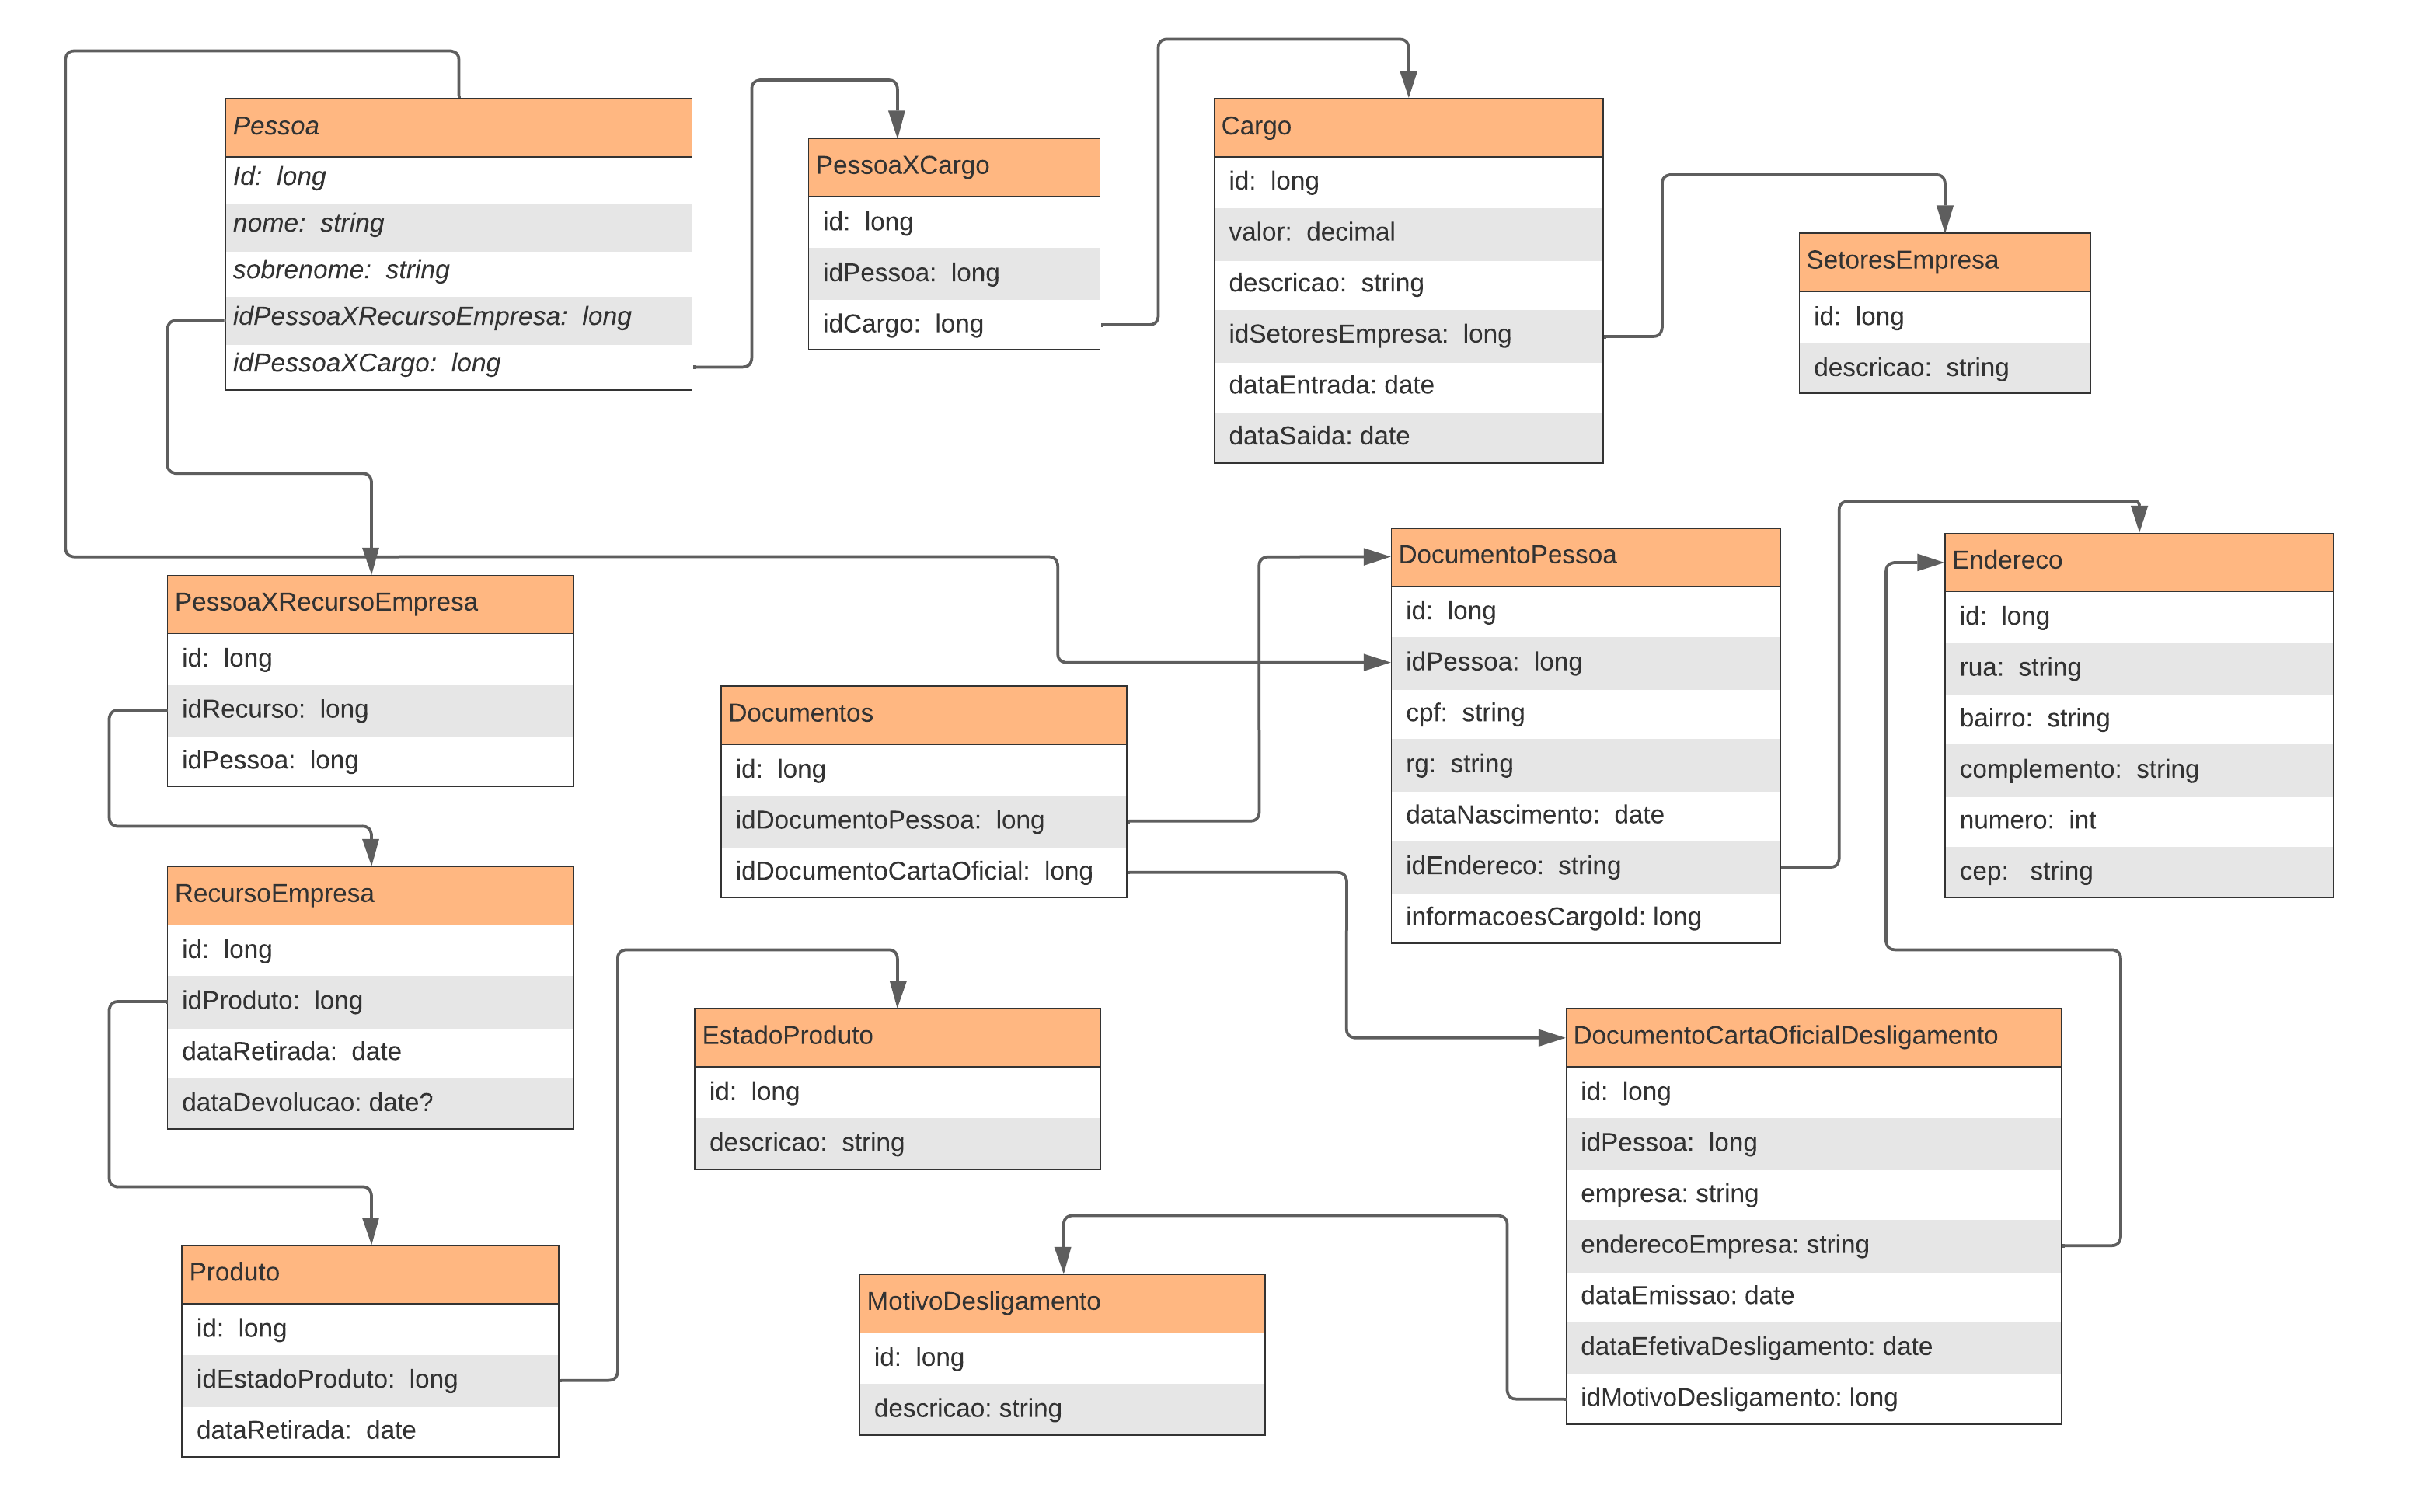 Pessoa
Id: long
nome: string
sobrenome: string
idPessoaXRecursoEmpresa: long
idPessoaXCargo: long
PessoaXCargo
id: long
idPessoa: long
idCargo: long
Cargo
id: long
valor: decimal
descricao: string
idSetoresEmpresa: long
dataEntrada: date
dataSaida: date
SetoresEmpresa
id: long
descricao: string
PessoaXRecursoEmpresa
id: long
idRecurso: long
idPessoa: long
Documentos
id: long
idDocumentoPessoa: long
idDocumentoCartaOficial: long
DocumentoPessoa
id: long
idPessoa: long
cpf: string
rg: string
dataNascimento: date
idEndereco: string
informacoesCargoId: long
Endereco
id: long
rua: string
bairro: string
complemento: string
numero: int
cep: string
RecursoEmpresa
id: long
idProduto: long
dataRetirada: date
dataDevolucao: date?
EstadoProduto
id: long
descricao: string
DocumentoCartaOficialDesligamento
id: long
idPessoa: long
empresa: string
enderecoEmpresa: string
dataEmissao: date
dataEfetivaDesligamento: date
idMotivoDesligamento: long
Produto
id: long
idEstadoProduto: long
dataRetirada: date
MotivoDesligamento
id: long
descricao: string